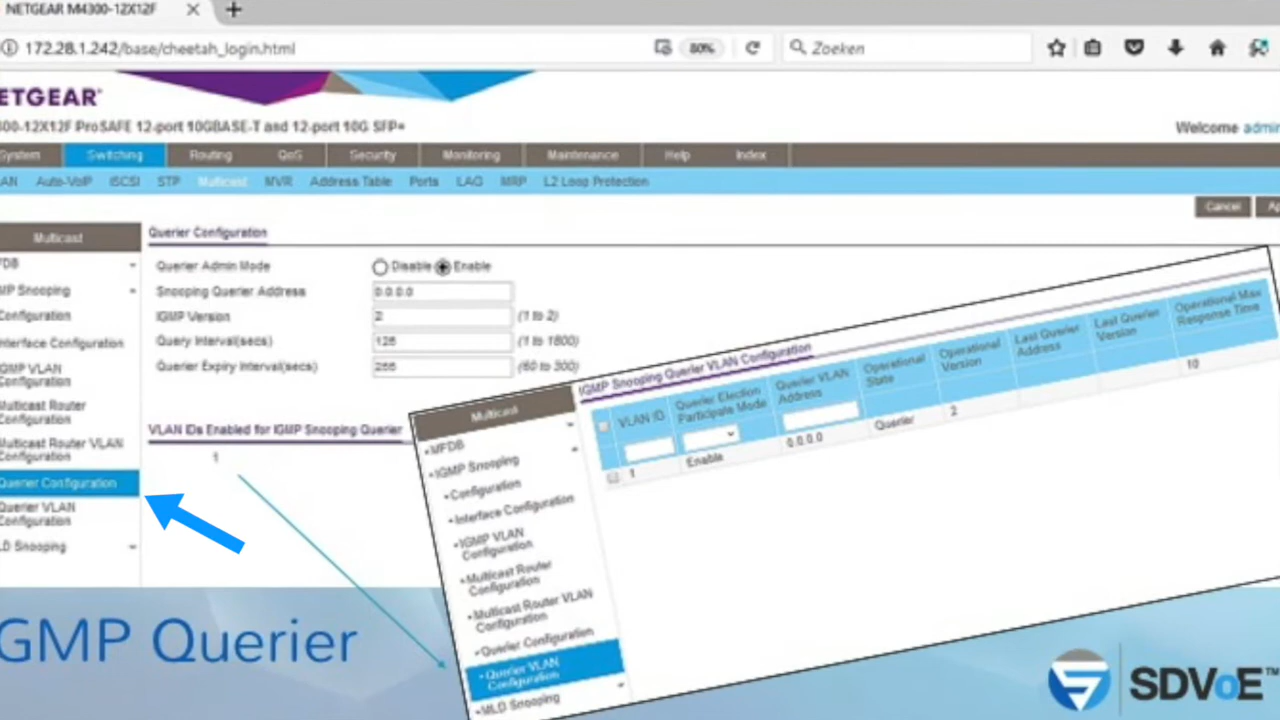 NETGEAR M4300-12X12F
172.28.1.242/base/cheetah_login.html 80% Zoeken
ETGEAR
00-12X12F ProSAFE 12-port 10GBASE-T and 12-port 10G SFP+
Welcome admin
System Switching Routing QoS Security Monitoring Maintenance Help Index
AN Auto-VoIP iSCSI STP Multicast MVR Address Table Ports LAG MRP L2 Loop Protection
Cancel Ap
Multicast
FDB
MP Snooping
Configuration
nterface Configuration
IGMP VLAN
Configuration
Multicast Router
Configuration
Multicast Router VLAN
Configuration
Querier Configuration
Querier VLAN
Configuration
LD Snooping
Querier Configuration
Querier Admin Mode Disable Enable
Snooping Querier Address 0.0.0.0
IGMP Version 2 (1 to 2)
Query Interval(secs) 125 (1 to 1800)
Querier Expiry Interval(secs) 255 (60 to 300)
VLAN IDs Enabled for IGMP Snooping Querier
1
Multicast
MFDB
IGMP Snooping
Configuration
Interface Configuration
IGMP VLAN
Configuration
Multicast Router
Configuration
Multicast Router VLAN
Configuration
Querier Configuration
Querier VLAN
Configuration
MLD Snooping
IGMP Snooping Querier VLAN Configuration
VLAN ID
Querier Election
Participate Mode
Querier VLAN
Address
Operational
State
Operational
Version
Last Querier
Address
Last Querier
Version
Operational Max
Response Time
1 Enable 0.0.0.0 Querier 2 10
GMP Querier
SDVoE™